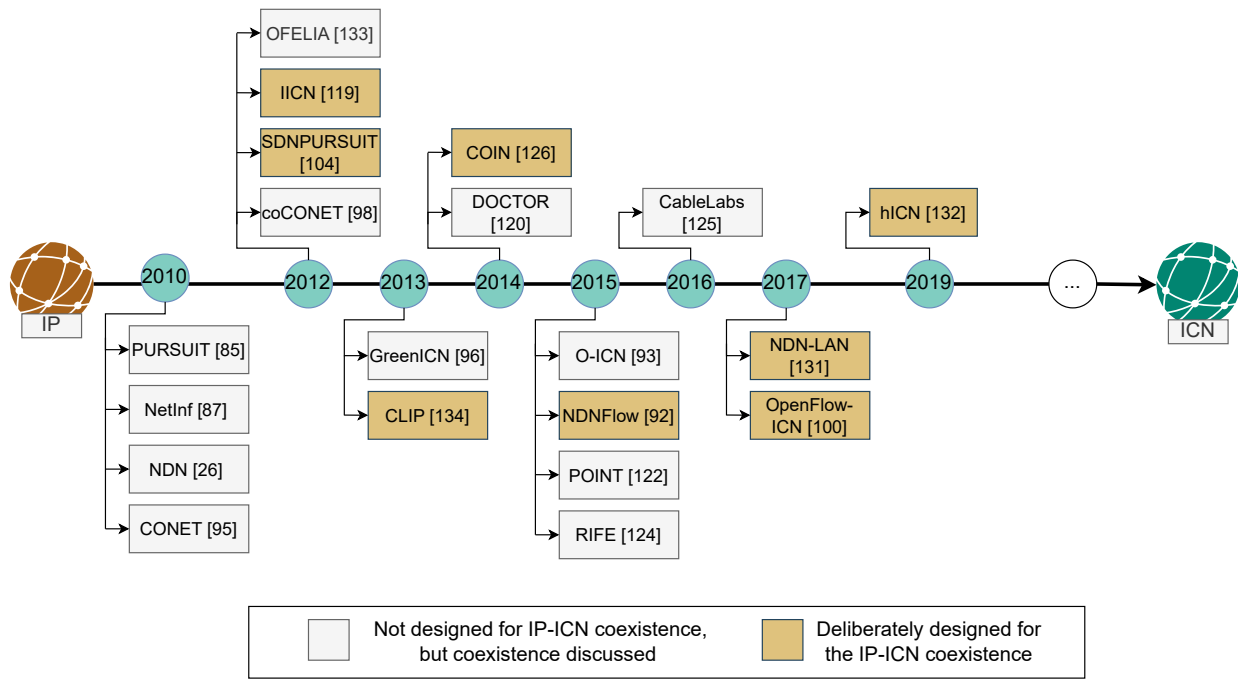 OFELIA [133]
IICN [119]
SDNPURSUIT
[104]
coCONET [98]
COIN [126]
DOCTOR
[120]
CableLabs
[125]
hICN [132]
IP
2010
2012
2013
2014
2015
2016
2017
2019
...
ICN
PURSUIT [85]
NetInf [87]
NDN [26]
CONET [95]
GreenICN [96]
CLIP [134]
O-ICN [93]
NDNFlow [92]
POINT [122]
RIFE [124]
NDN-LAN
[131]
OpenFlow-
ICN [100]
Not designed for IP-ICN coexistence,
but coexistence discussed
Deliberately designed for
the IP-ICN coexistence